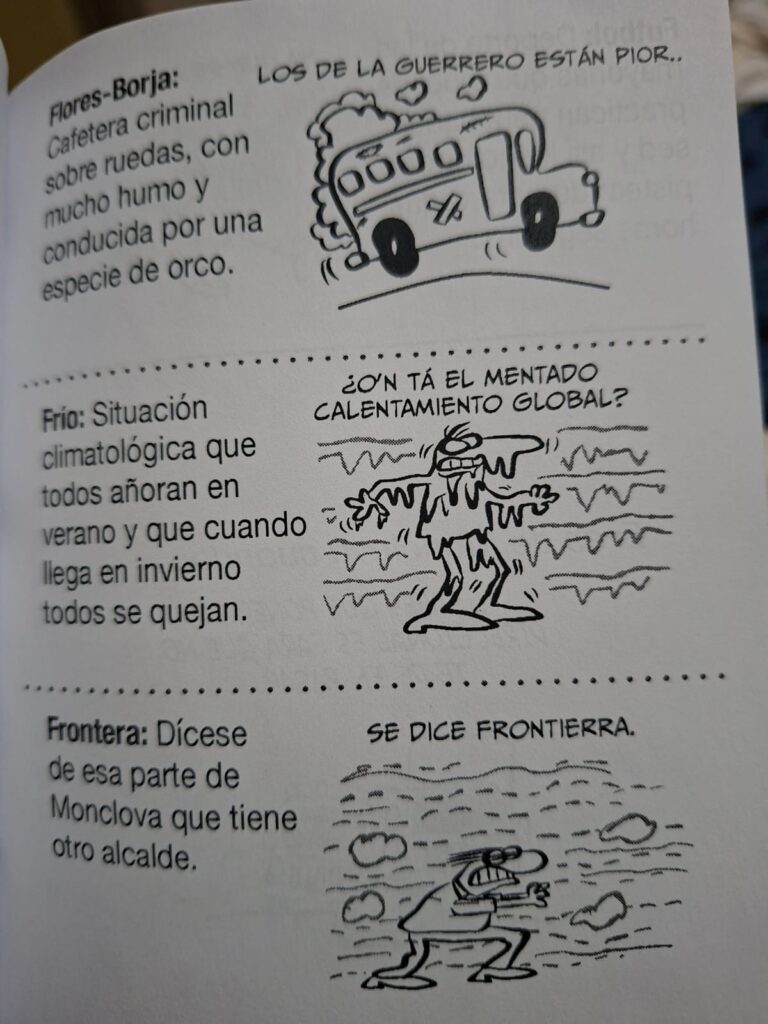 Flores-Borja:
Cafetera criminal
sobre ruedas, con
mucho humo y
conducida por una
especie de orco.
LOS DE LA GUERRERO ESTÁN PIOR..
Frío: Situación
climatológica que
todos añoran en
verano y que cuando
llega en invierno
todos se quejan.
¿O'N TÁ EL MENTADO
CALENTAMIENTO GLOBAL?
Frontera: Dícese
de esa parte de
Monclova que tiene
otro alcalde.
SE DICE FRONTIERRA.